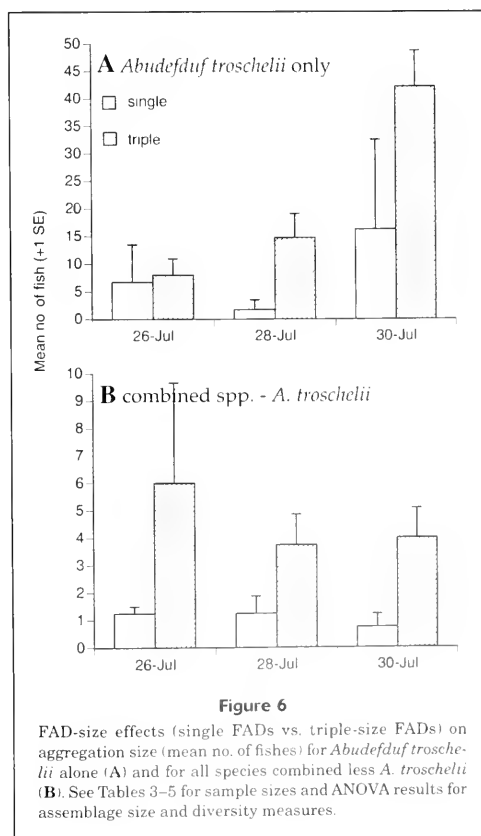 50
45
40
35
30
25
20
15
10
5
0
A Abudefduf troschelii only
single
triple
Mean no of fish (+1 SE)
26-Jul 28-Jul 30-Jul
10
9
8
7
6
5
4
3
2
1
0
B combined spp. - A. troschelii
26-Jul 28-Jul 30-Jul
Figure 6
FAD-size effects (single FADs vs. triple-size FADs) on
aggregation size (mean no. of fishes) for Abudefduf trosche-
lii alone (A) and for all species combined less A. troschelii
(B). See Tables 3–5 for sample sizes and ANOVA results for
assemblage size and diversity measures.